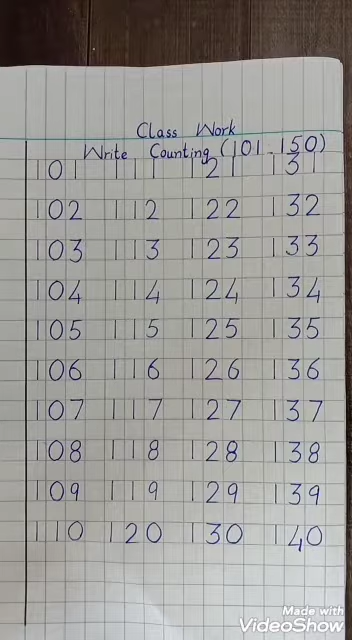 Class Work
Write Counting (101-150)
101 111 121 131
102 112 122 132
103 113 123 133
104 114 124 134
105 115 125 135
106 116 126 136
107 117 127 137
108 118 128 138
109 119 129 139
110 120 130 140
Made with
VideoShow